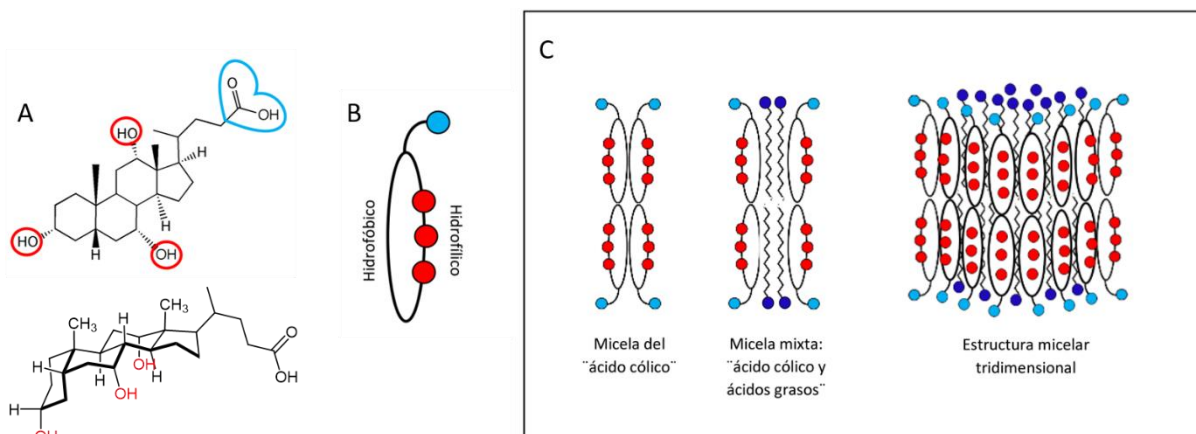 A
O
OH
HO
H
H
HO
OH
H
H
CH₃
CH₃
H
H
H
H
O
OH
OH
OH
OH
B
Hidrofóbico
Hidrofílico
C
Micela del
¨ácido cólico¨
Micela mixta:
¨ácido cólico y
ácidos grasos¨
Estructura micelar
tridimensional